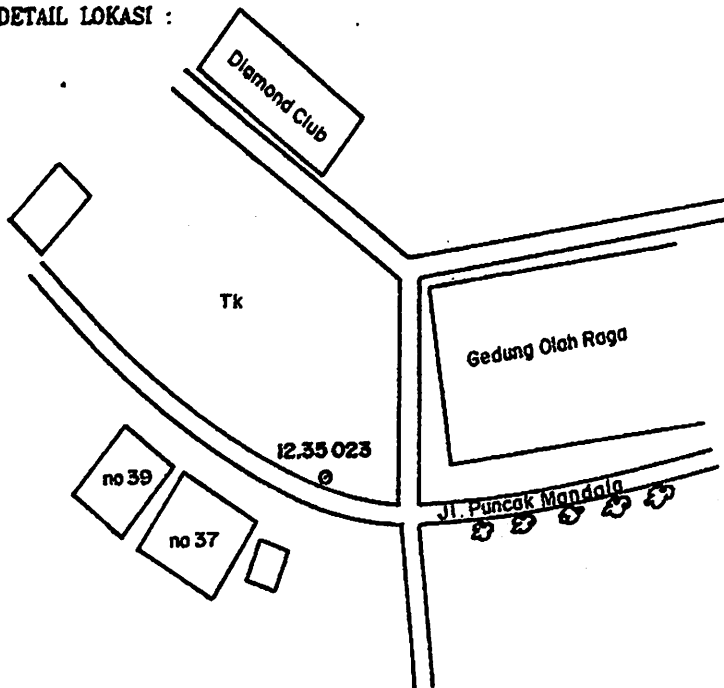 DETAIL LOKASI :
Diamond Club
Tk
Gedung Olah Raga
12.35 023
no 39
Jl. Puncak Mandala
no 37